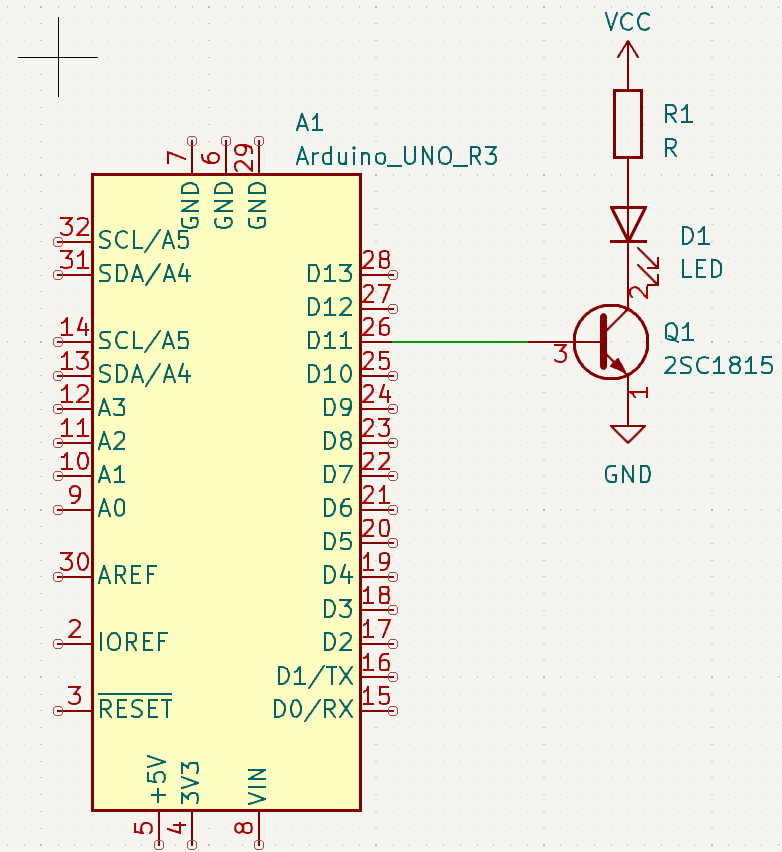 VCC
A1
Arduino_UNO_R3
R1
R
7
6
29
GND
GND
GND
32
SCL/A5
31
SDA/A4
14
SCL/A5
13
SDA/A4
12
A3
11
A2
10
A1
9
A0
30
AREF
2
IOREF
3
RESET
D13
28
D12
27
D11
26
D10
25
D9
24
D8
23
D7
22
D6
21
D5
20
D4
19
D3
18
D2
17
D1/TX
16
D0/RX
15
+5V
3V3
VIN
5
4
8
D1
LED
2
Q1
2SC1815
3
1
GND